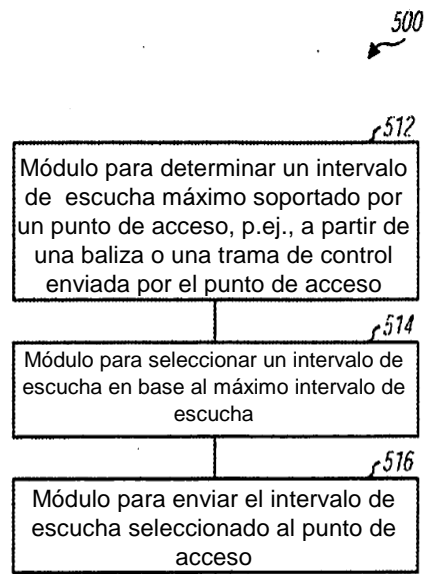 500
512
Módulo para determinar un intervalo
de escucha máximo soportado por
un punto de acceso, p.ej., a partir de
una baliza o una trama de control
enviada por el punto de acceso
514
Módulo para seleccionar un intervalo de
escucha en base al máximo intervalo de
escucha
516
Módulo para enviar el intervalo de
escucha seleccionado al punto de
acceso